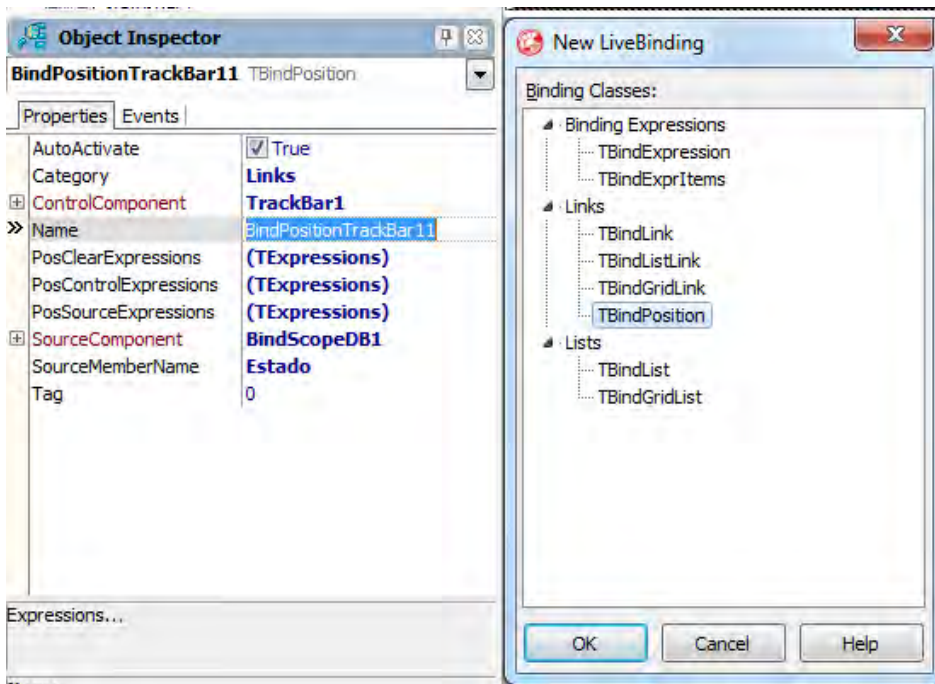 Object Inspector
BindPositionTrackBar11 TBindPosition
Properties Events
AutoActivate True
Category Links
ControlComponent TrackBar1
Name BindPositionTrackBar11
PosClearExpressions (TExpressions)
PosControlExpressions (TExpressions)
PosSourceExpressions (TExpressions)
SourceComponent BindScopeDB1
SourceMemberName Estado
Tag 0
Expressions...
New LiveBinding
Binding Classes:
Binding Expressions
TBindExpression
TBindExprItems
Links
TBindLink
TBindListLink
TBindGridLink
TBindPosition
Lists
TBindList
TBindGridList
OK Cancel Help